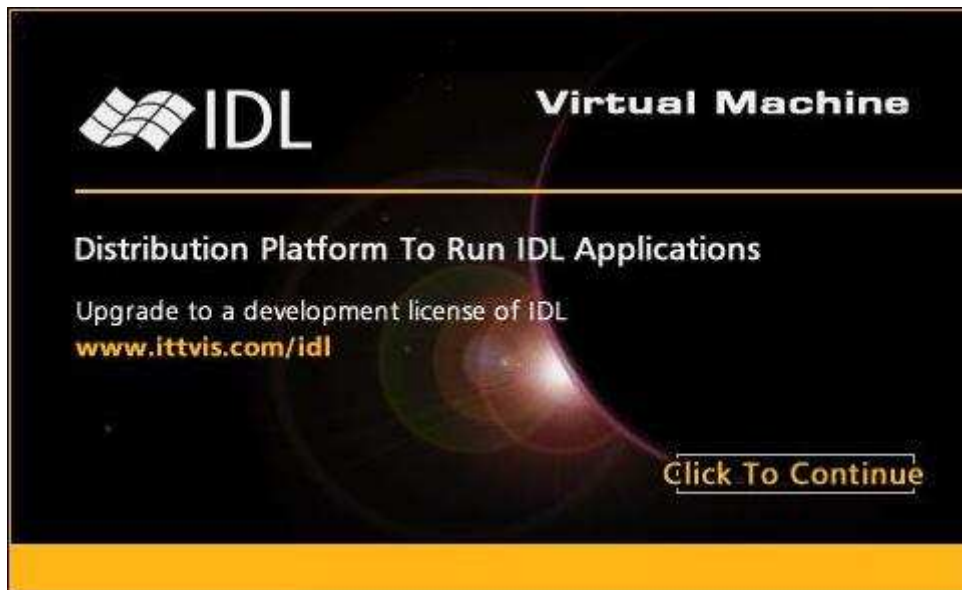 IDL
Virtual Machine
Distribution Platform To Run IDL Applications
Upgrade to a development license of IDL
www.ittvis.com/idl
Click To Continue